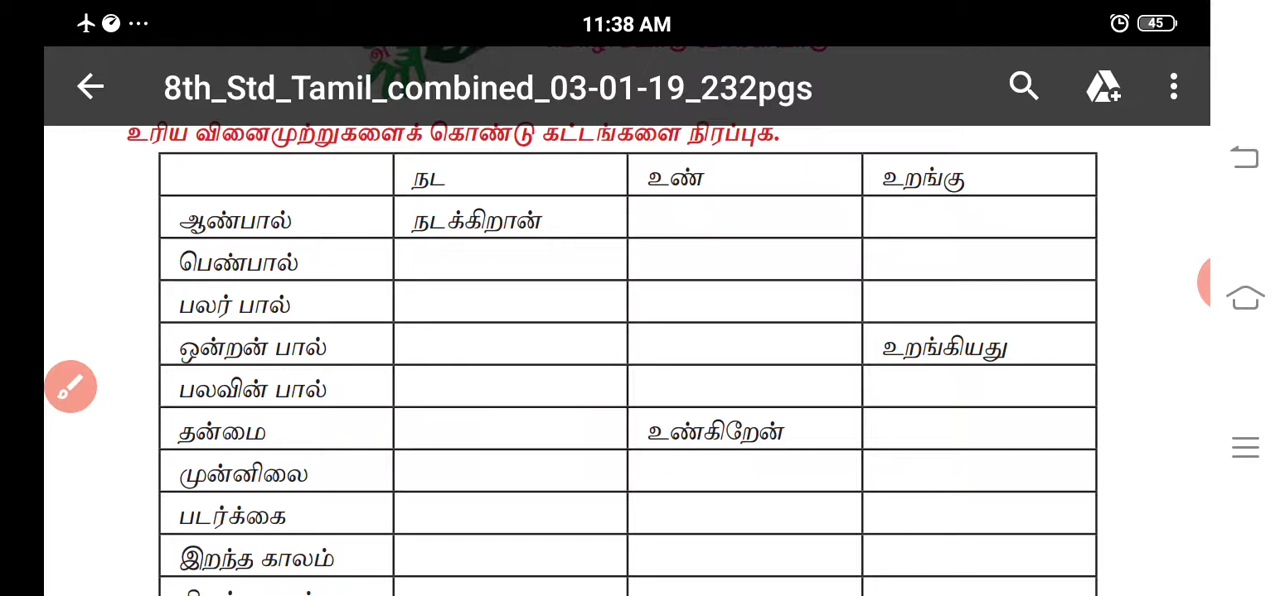 11:38 AM
45
8th_Std_Tamil_combined_03-01-19_232pgs
உரிய வினைமுற்றுகளைக் கொண்டு கட்டங்களை நிரப்புக.
நட உண் உறங்கு
ஆண்பால் நடக்கிறான்
பெண்பால்
பலர் பால்
ஒன்றன் பால் உறங்கியது
பலவின் பால்
தன்மை உண்கிறேன்
முன்னிலை
படர்க்கை
இறந்த காலம்